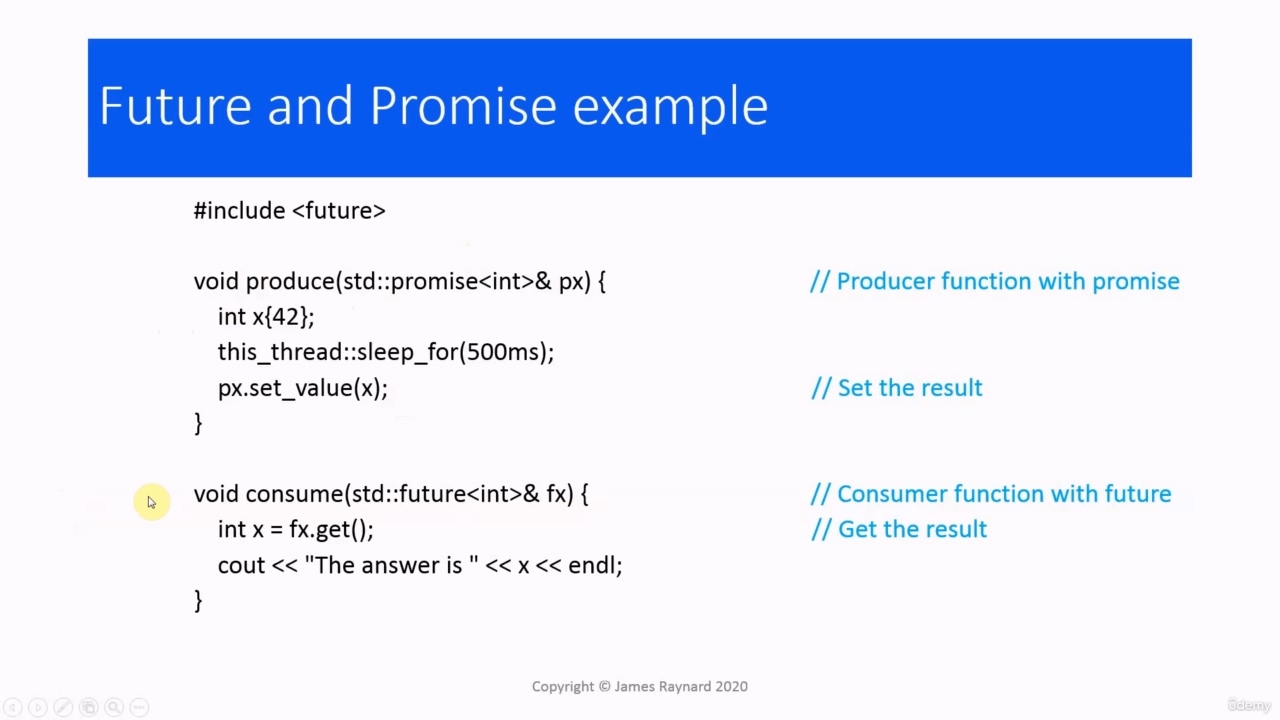 Future and Promise example
#include <future>
void produce(std::promise<int>& px) { // Producer function with promise
int x{42};
this_thread::sleep_for(500ms);
px.set_value(x); // Set the result
}
void consume(std::future<int>& fx) { // Consumer function with future
int x = fx.get(); // Get the result
cout << "The answer is " << x << endl;
}
Copyright © James Raynard 2020
ûdemy